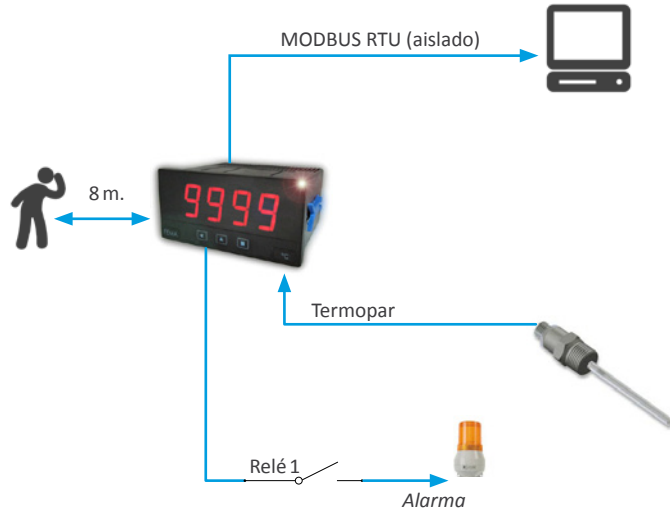 MODBUS RTU (aislado)
8 m.
9999
Termopar
Relé 1
Alarma